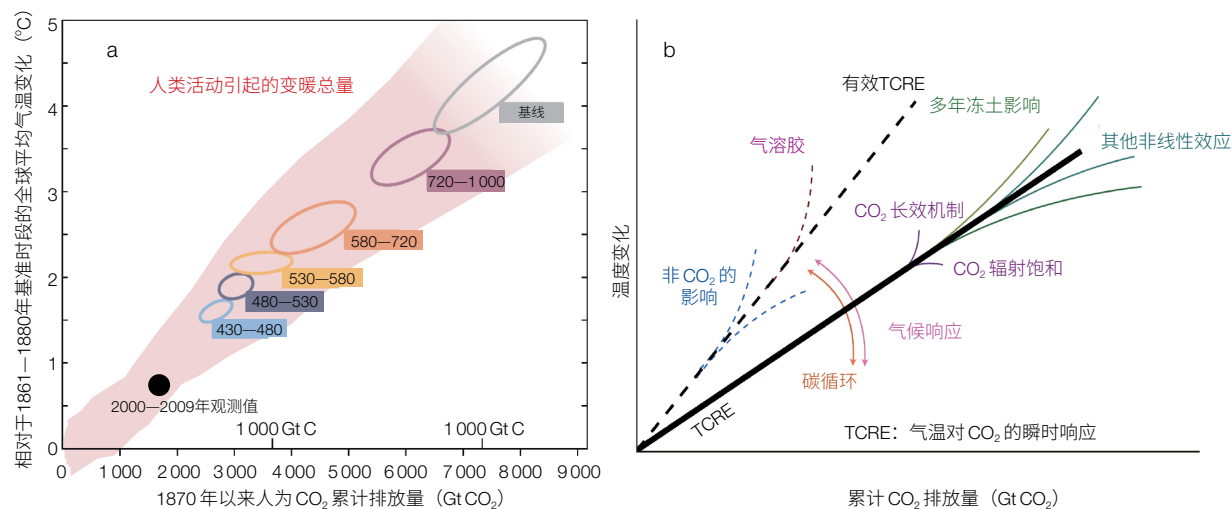 a
人类活动引起的变暖总量
基线
720—1 000
580—720
530—580
480—530
430—480
2000—2009年观测值
1 000 Gt C
1 000 Gt C
5
4
3
2
1
0
相对于1861—1880年基准时段的全球平均气温变化（°C）
0
1 000
2 000
3 000
4 000
5 000
6 000
7 000
8 000
9 000
1870 年以来人为 CO₂ 累计排放量（Gt CO₂）
b
有效TCRE
多年冻土影响
其他非线性效应
气溶胶
CO₂ 长效机制
CO₂ 辐射饱和
非 CO₂ 的
影响
气候响应
碳循环
TCRE
TCRE：气温对 CO₂ 的瞬时响应
温度变化
累计 CO₂ 排放量（Gt CO₂）